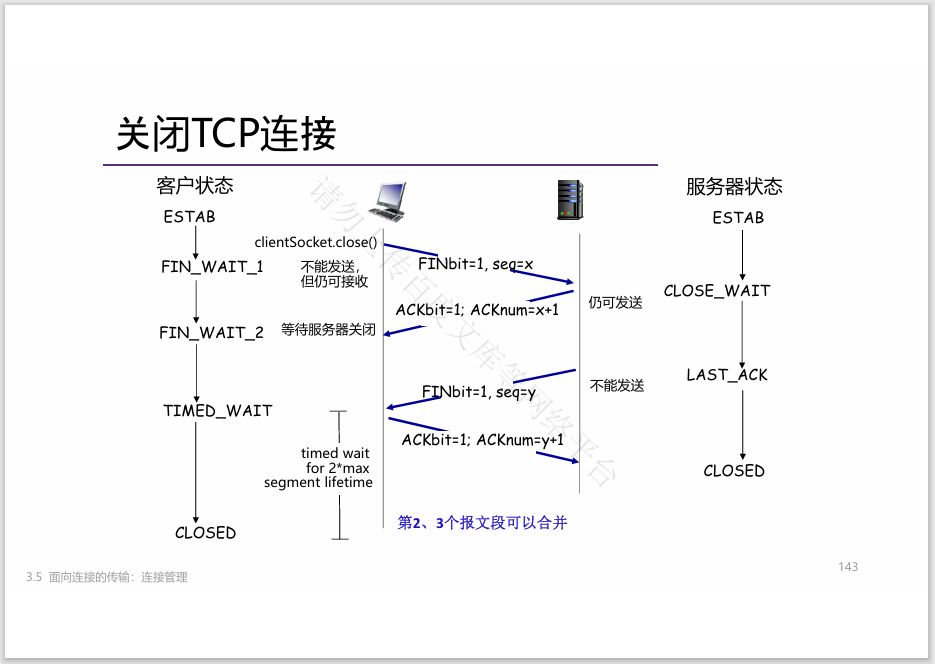 关闭TCP连接
客户状态
服务器状态
ESTAB
ESTAB
clientSocket.close()
FIN_WAIT_1
不能发送，
但仍可接收
FINbit=1, seq=x
CLOSE_WAIT
仍可发送
ACKbit=1; ACKnum=x+1
FIN_WAIT_2
等待服务器关闭
LAST_ACK
不能发送
FINbit=1, seq=y
TIMED_WAIT
ACKbit=1; ACKnum=y+1
timed wait
for 2*max
segment lifetime
CLOSED
第2、3个报文段可以合并
CLOSED
请勿上传百度文库等网络平台
3.5 面向连接的传输：连接管理
143